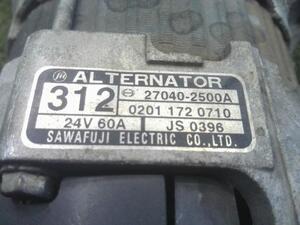 ALTERNATOR
312 27040-2500A
0201 172 0710
24V 60A JS 0396
SAWAFUJI ELECTRIC CO.,LTD.